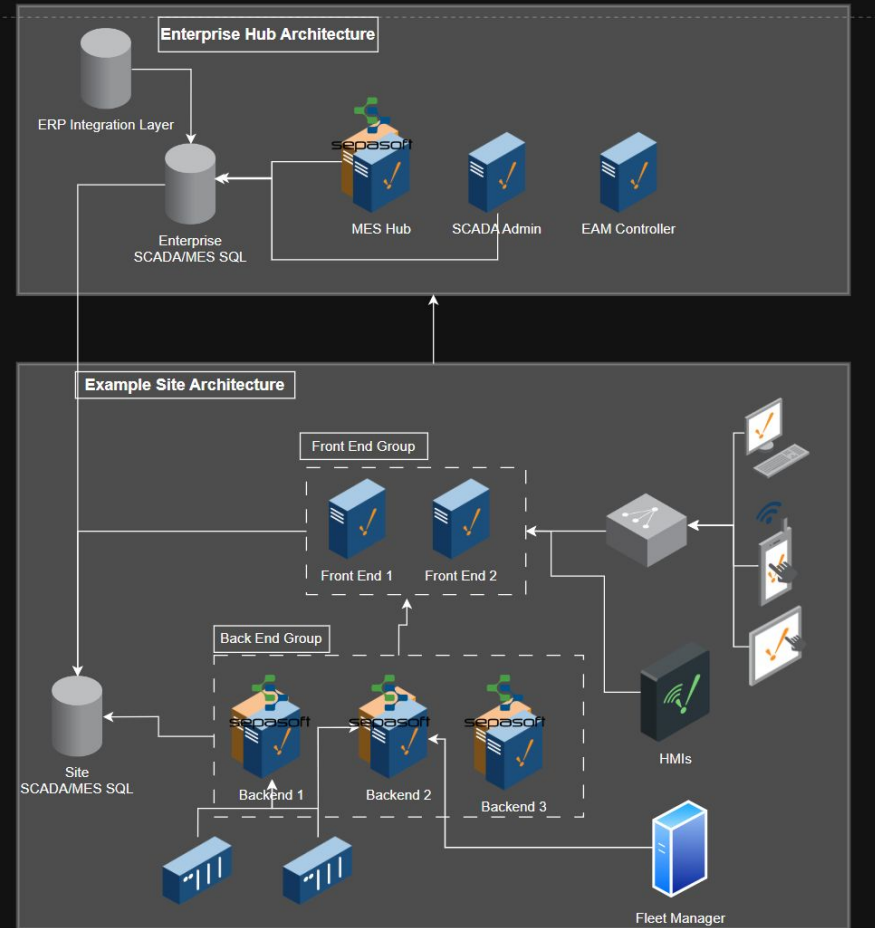 Enterprise Hub Architecture
ERP Integration Layer
sepasoft
MES Hub
SCADA Admin
EAM Controller
Enterprise
SCADA/MES SQL
Example Site Architecture
Front End Group
Front End 1
Front End 2
Back End Group
sepasoft
sepasoft
sepasoft
Backend 1
Backend 2
Backend 3
HMIs
Site
SCADA/MES SQL
Fleet Manager